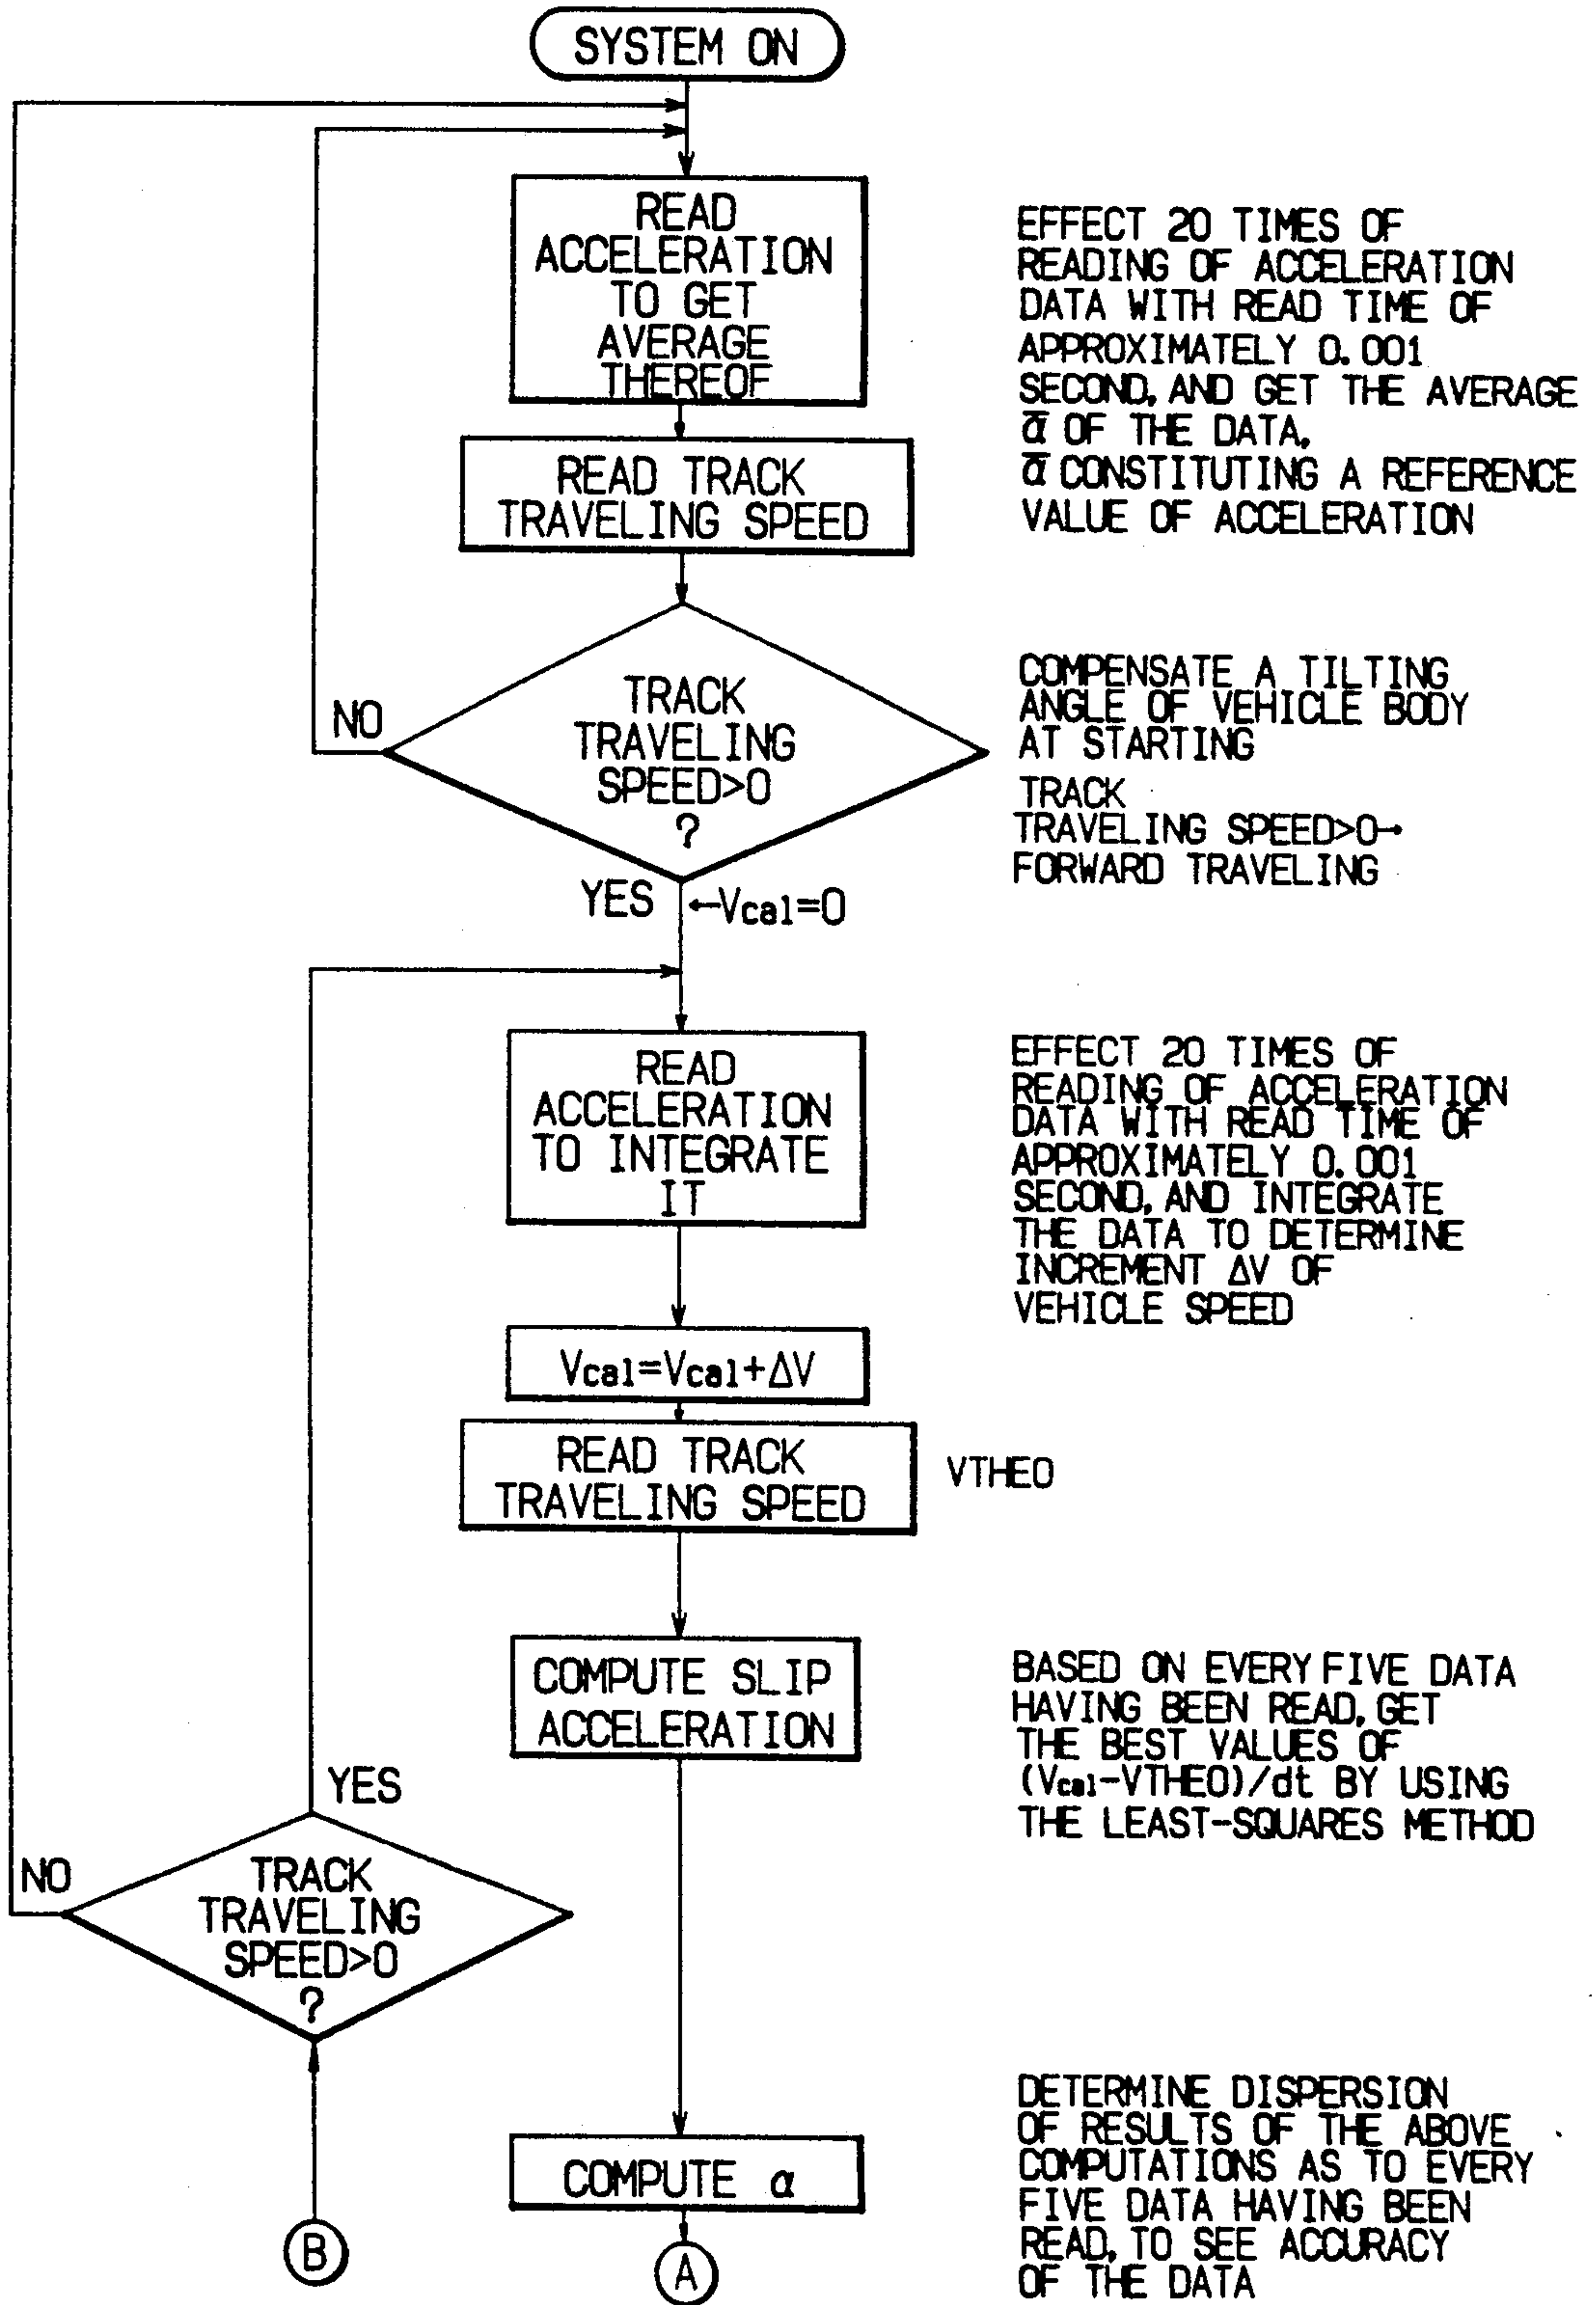 SYSTEM ON
READ
ACCELERATION
TO GET
AVERAGE
THEREOF
EFFECT 20 TIMES OF
READING OF ACCELERATION
DATA WITH READ TIME OF
APPROXIMATELY 0.001
SECOND, AND GET THE AVERAGE
ᾱ OF THE DATA,
ᾱ CONSTITUTING A REFERENCE
VALUE OF ACCELERATION
READ TRACK
TRAVELING SPEED
NO
TRACK
TRAVELING
SPEED>0
?
COMPENSATE A TILTING
ANGLE OF VEHICLE BODY
AT STARTING
TRACK
TRAVELING SPEED>0→
FORWARD TRAVELING
YES
←Vcal=0
READ
ACCELERATION
TO INTEGRATE
IT
EFFECT 20 TIMES OF
READING OF ACCELERATION
DATA WITH READ TIME OF
APPROXIMATELY 0.001
SECOND, AND INTEGRATE
THE DATA TO DETERMINE
INCREMENT ΔV OF
VEHICLE SPEED
Vcal=Vcal+ΔV
READ TRACK
TRAVELING SPEED
VTHEO
COMPUTE SLIP
ACCELERATION
BASED ON EVERY FIVE DATA
HAVING BEEN READ, GET
THE BEST VALUES OF
(Vcal-VTHEO)/dt BY USING
THE LEAST-SQUARES METHOD
YES
NO
TRACK
TRAVELING
SPEED>0
?
COMPUTE α
DETERMINE DISPERSION
OF RESULTS OF THE ABOVE
COMPUTATIONS AS TO EVERY
FIVE DATA HAVING BEEN
READ, TO SEE ACCURACY
OF THE DATA
B
A